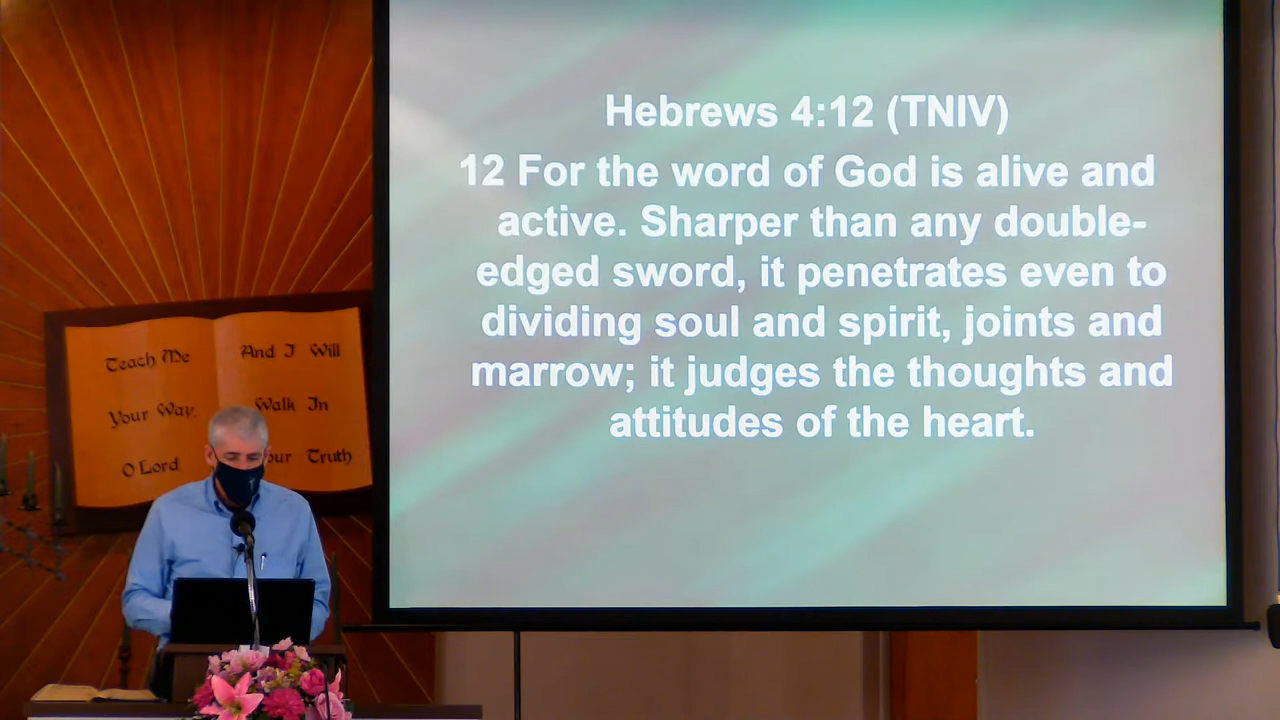 Hebrews 4:12 (TNIV)
12 For the word of God is alive and
active. Sharper than any double-
edged sword, it penetrates even to
dividing soul and spirit, joints and
marrow; it judges the thoughts and
attitudes of the heart.
Teach Me
Your Way,
O Lord
And I Will
Walk In
our Truth